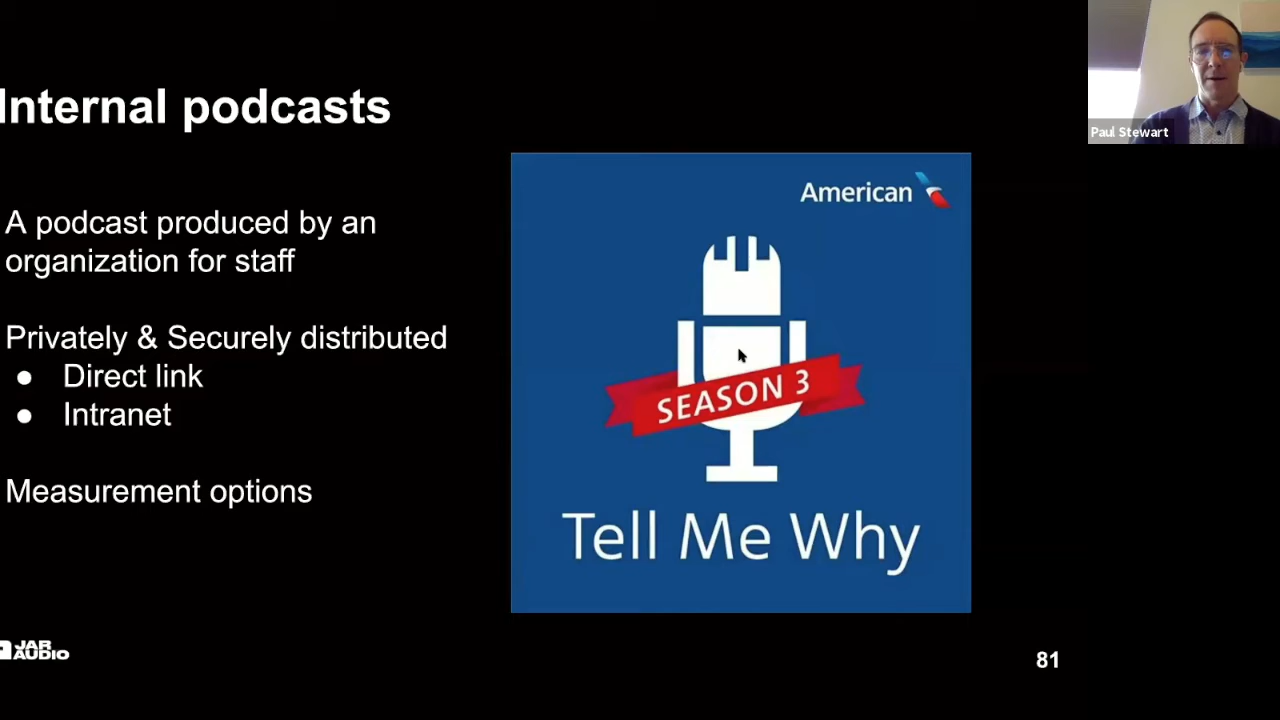 Internal podcasts
A podcast produced by an
organization for staff
Privately & Securely distributed
● Direct link
● Intranet
Measurement options
American
SEASON 3
Tell Me Why
JAR
AUDIO
81
Paul Stewart